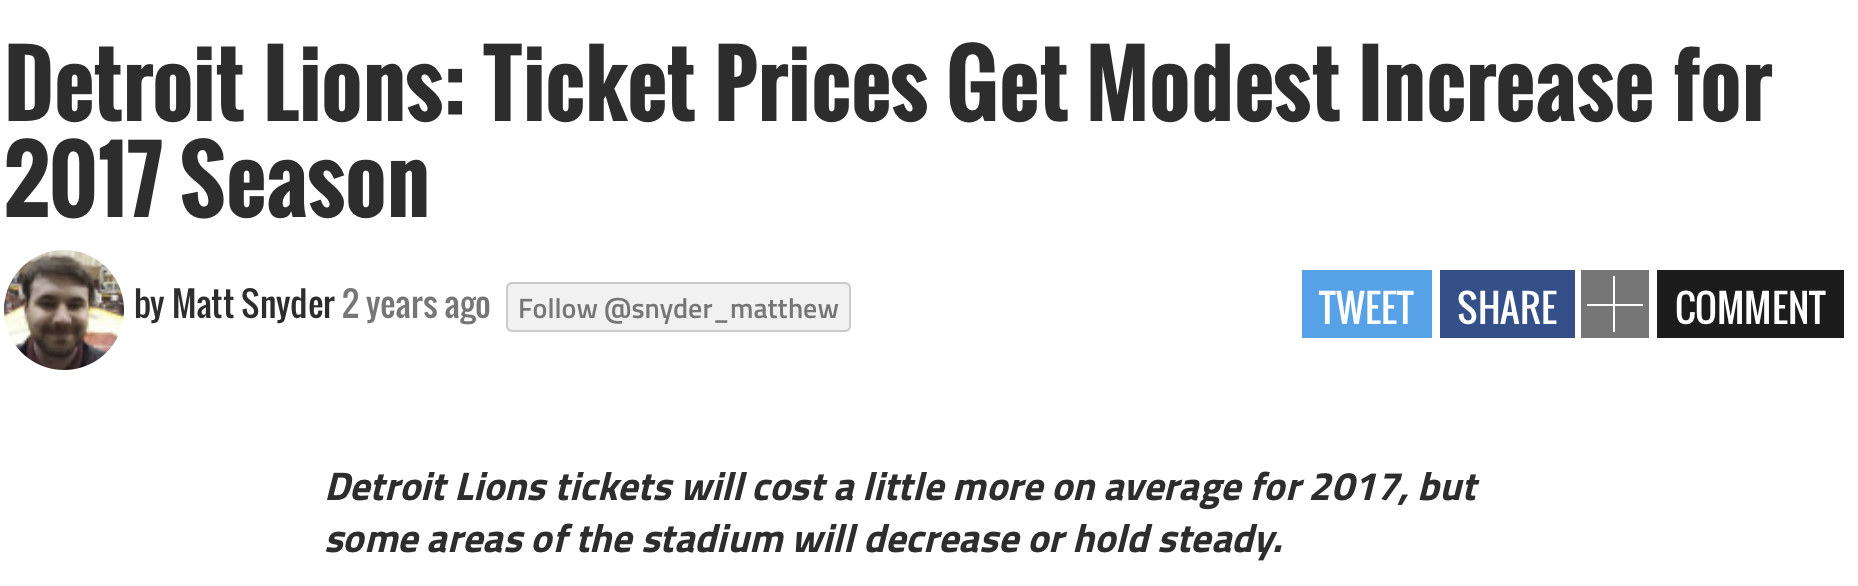 Detroit Lions: Ticket Prices Get Modest Increase for
2017 Season
by Matt Snyder 2 years ago Follow @snyder_matthew TWEET SHARE COMMENT
Detroit Lions tickets will cost a little more on average for 2017, but
some areas of the stadium will decrease or hold steady.